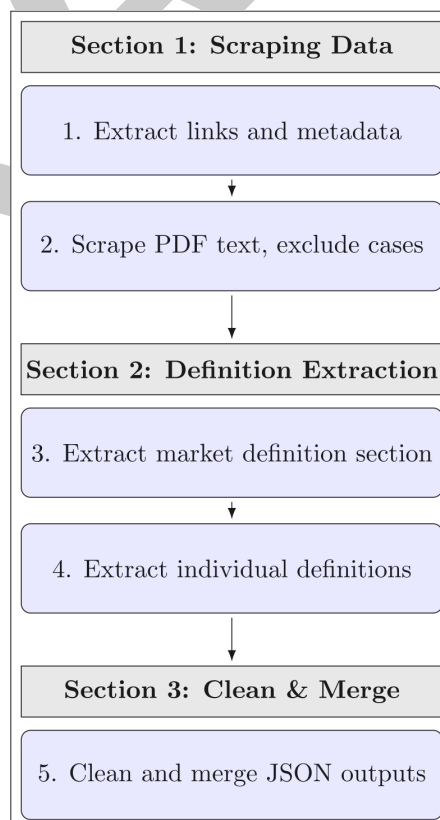 Section 1: Scraping Data
1. Extract links and metadata
2. Scrape PDF text, exclude cases
Section 2: Definition Extraction
3. Extract market definition section
4. Extract individual definitions
Section 3: Clean & Merge
5. Clean and merge JSON outputs